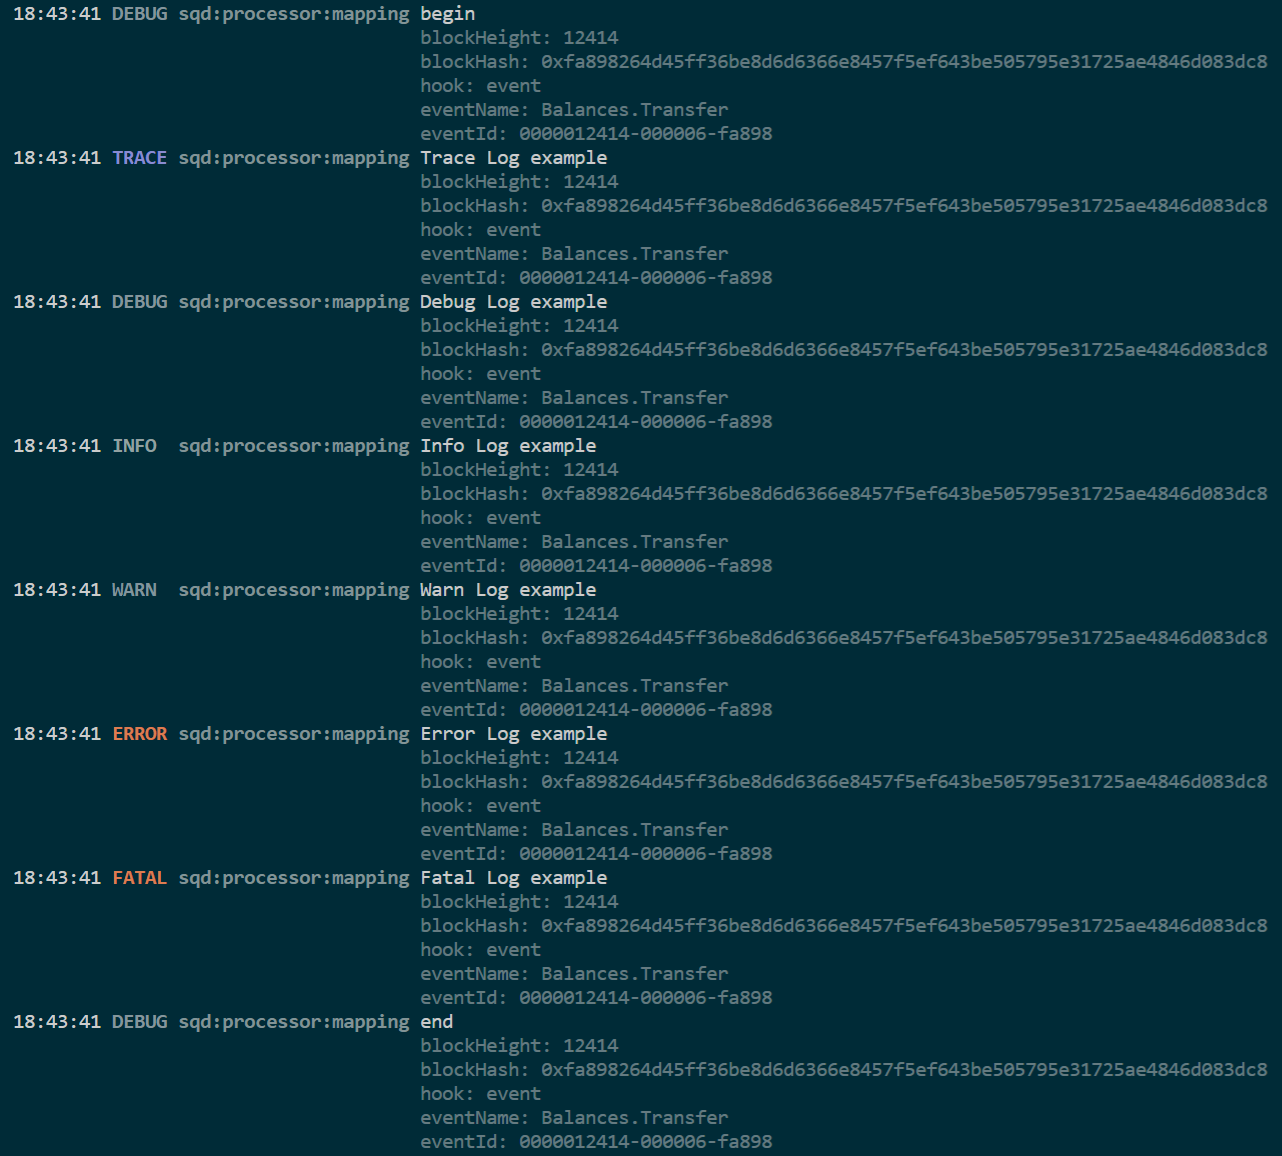 18:43:41 DEBUG sqd:processor:mapping begin
blockHeight: 12414
blockHash: 0xfa898264d45ff36be8d6d6366e8457f5ef643be505795e31725ae4846d083dc8
hook: event
eventName: Balances.Transfer
eventId: 0000012414-000006-fa898
18:43:41 TRACE sqd:processor:mapping Trace Log example
blockHeight: 12414
blockHash: 0xfa898264d45ff36be8d6d6366e8457f5ef643be505795e31725ae4846d083dc8
hook: event
eventName: Balances.Transfer
eventId: 0000012414-000006-fa898
18:43:41 DEBUG sqd:processor:mapping Debug Log example
blockHeight: 12414
blockHash: 0xfa898264d45ff36be8d6d6366e8457f5ef643be505795e31725ae4846d083dc8
hook: event
eventName: Balances.Transfer
eventId: 0000012414-000006-fa898
18:43:41 INFO  sqd:processor:mapping Info Log example
blockHeight: 12414
blockHash: 0xfa898264d45ff36be8d6d6366e8457f5ef643be505795e31725ae4846d083dc8
hook: event
eventName: Balances.Transfer
eventId: 0000012414-000006-fa898
18:43:41 WARN  sqd:processor:mapping Warn Log example
blockHeight: 12414
blockHash: 0xfa898264d45ff36be8d6d6366e8457f5ef643be505795e31725ae4846d083dc8
hook: event
eventName: Balances.Transfer
eventId: 0000012414-000006-fa898
18:43:41 ERROR sqd:processor:mapping Error Log example
blockHeight: 12414
blockHash: 0xfa898264d45ff36be8d6d6366e8457f5ef643be505795e31725ae4846d083dc8
hook: event
eventName: Balances.Transfer
eventId: 0000012414-000006-fa898
18:43:41 FATAL sqd:processor:mapping Fatal Log example
blockHeight: 12414
blockHash: 0xfa898264d45ff36be8d6d6366e8457f5ef643be505795e31725ae4846d083dc8
hook: event
eventName: Balances.Transfer
eventId: 0000012414-000006-fa898
18:43:41 DEBUG sqd:processor:mapping end
blockHeight: 12414
blockHash: 0xfa898264d45ff36be8d6d6366e8457f5ef643be505795e31725ae4846d083dc8
hook: event
eventName: Balances.Transfer
eventId: 0000012414-000006-fa898